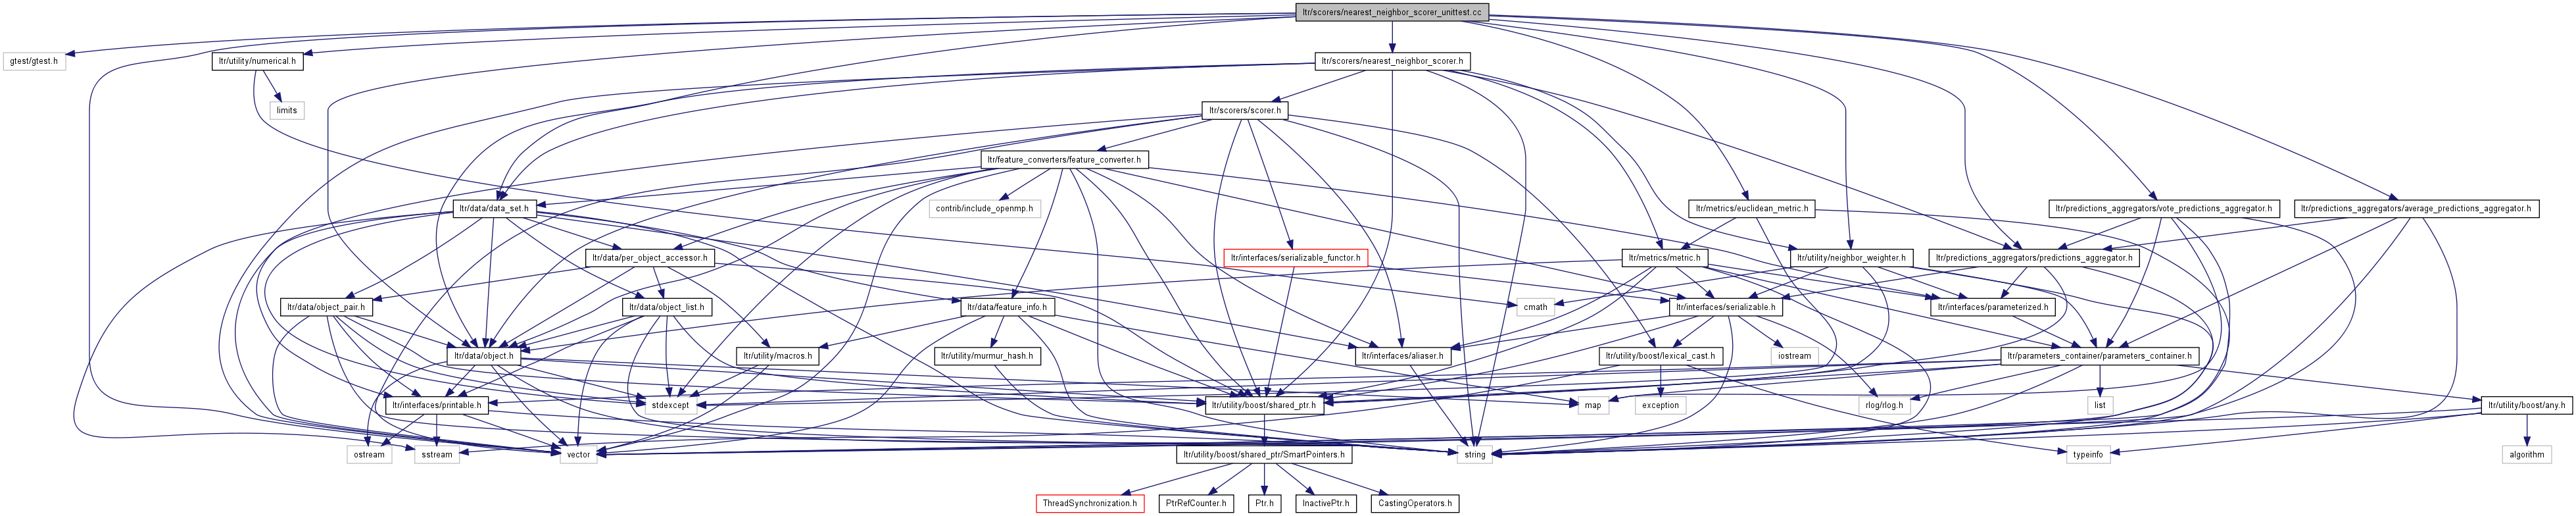 ltr/scorers/nearest_neighbor_scorer_unittest.cc
gtest/gtest.h
ltr/utility/numerical.h
ltr/scorers/nearest_neighbor_scorer.h
limits
ltr/scorers/scorer.h
ltr/feature_converters/feature_converter.h
ltr/data/data_set.h
contrib/include_openmp.h
ltr/metrics/euclidean_metric.h
ltr/predictions_aggregators/vote_predictions_aggregator.h
ltr/predictions_aggregators/average_predictions_aggregator.h
ltr/data/per_object_accessor.h
ltr/interfaces/serializable_functor.h
ltr/metrics/metric.h
ltr/utility/neighbor_weighter.h
ltr/predictions_aggregators/predictions_aggregator.h
ltr/data/object_pair.h
ltr/data/object_list.h
ltr/data/feature_info.h
cmath
ltr/interfaces/serializable.h
ltr/interfaces/parameterized.h
ltr/data/object.h
ltr/utility/macros.h
ltr/utility/murmur_hash.h
ltr/interfaces/aliaser.h
ltr/utility/boost/lexical_cast.h
iostream
ltr/parameters_container/parameters_container.h
ltr/interfaces/printable.h
stdexcept
ltr/utility/boost/shared_ptr.h
map
exception
rlog/rlog.h
list
ltr/utility/boost/any.h
ostream
sstream
vector
ltr/utility/boost/shared_ptr/SmartPointers.h
string
typeinfo
algorithm
ThreadSynchronization.h
PtrRefCounter.h
Ptr.h
InactivePtr.h
CastingOperators.h